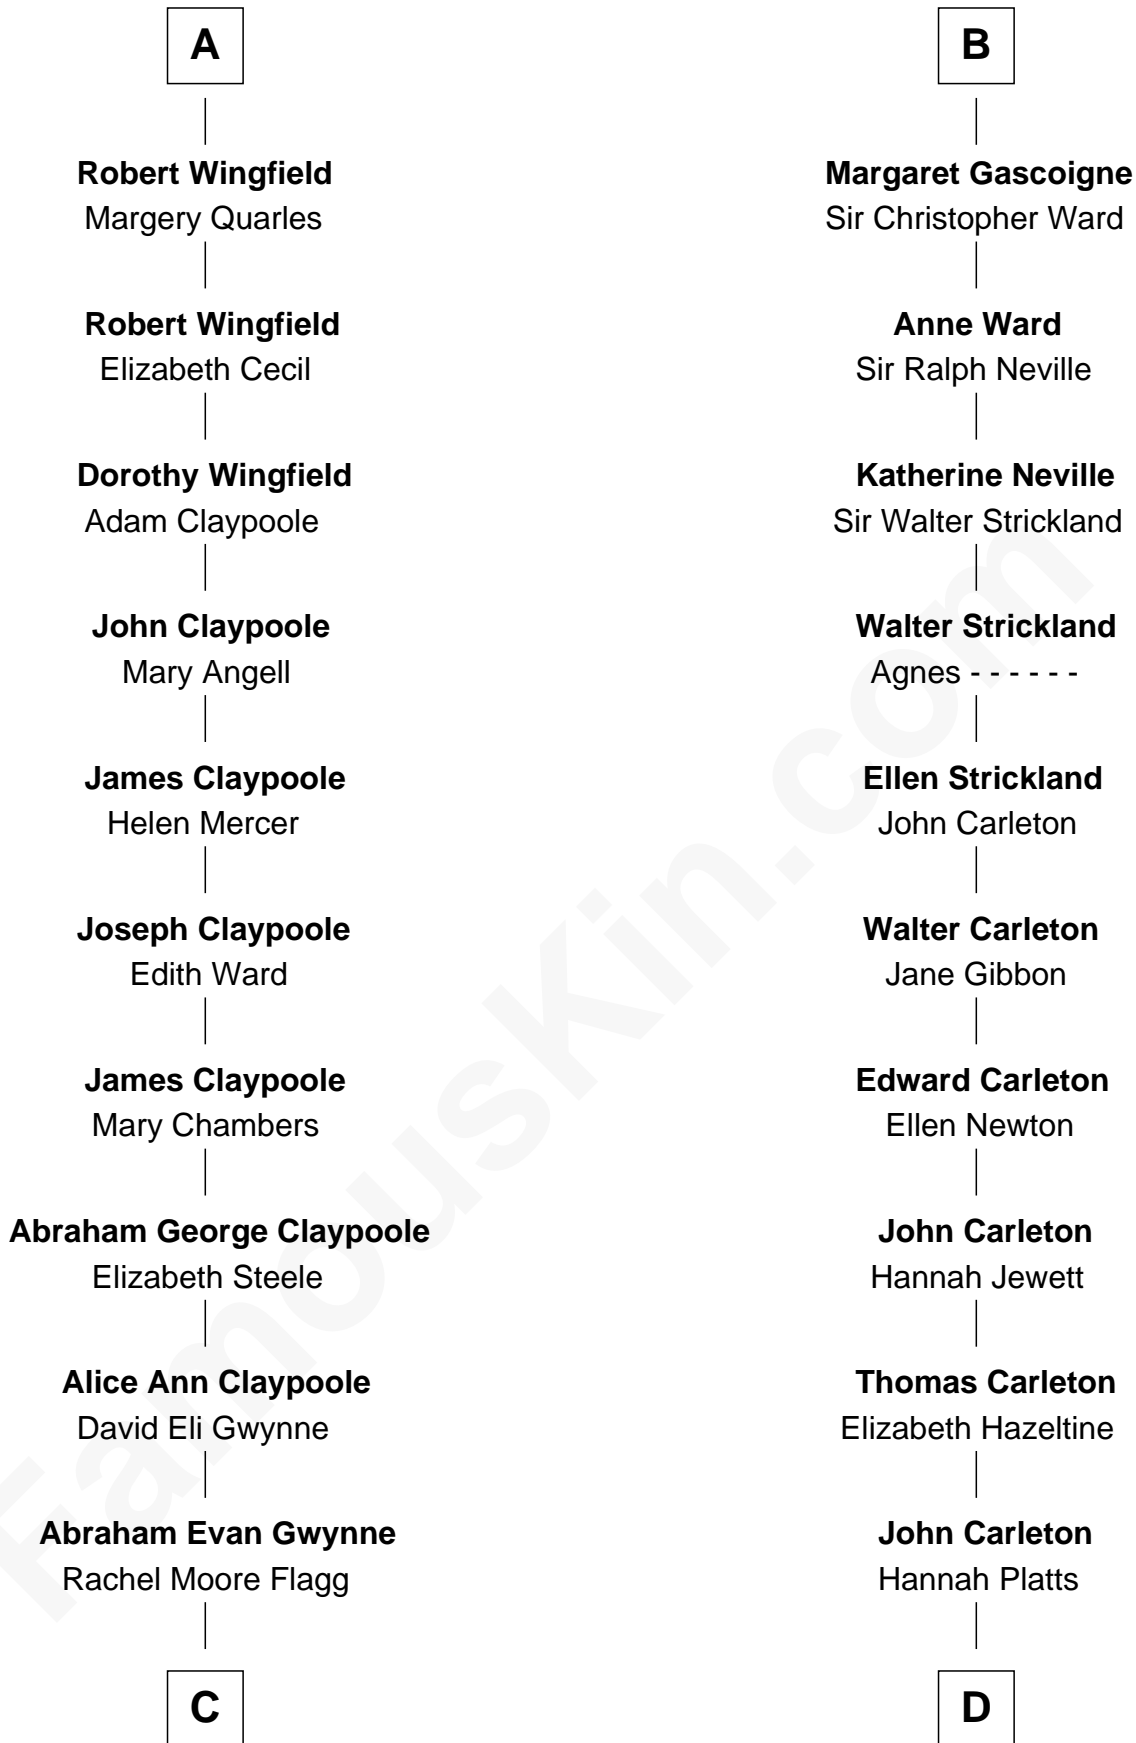 A
Robert Wingfield
Margery Quarles
Robert Wingfield
Elizabeth Cecil
Dorothy Wingfield
Adam Claypoole
John Claypoole
Mary Angell
James Claypoole
Helen Mercer
Joseph Claypoole
Edith Ward
James Claypoole
Mary Chambers
Abraham George Claypoole
Elizabeth Steele
Alice Ann Claypoole
David Eli Gwynne
Abraham Evan Gwynne
Rachel Moore Flagg
C
B
Margaret Gascoigne
Sir Christopher Ward
Anne Ward
Sir Ralph Neville
Katherine Neville
Sir Walter Strickland
Walter Strickland
Agnes - - - - - -
Ellen Strickland
John Carleton
Walter Carleton
Jane Gibbon
Edward Carleton
Ellen Newton
John Carleton
Hannah Jewett
Thomas Carleton
Elizabeth Hazeltine
John Carleton
Hannah Platts
D
FamousKin.com